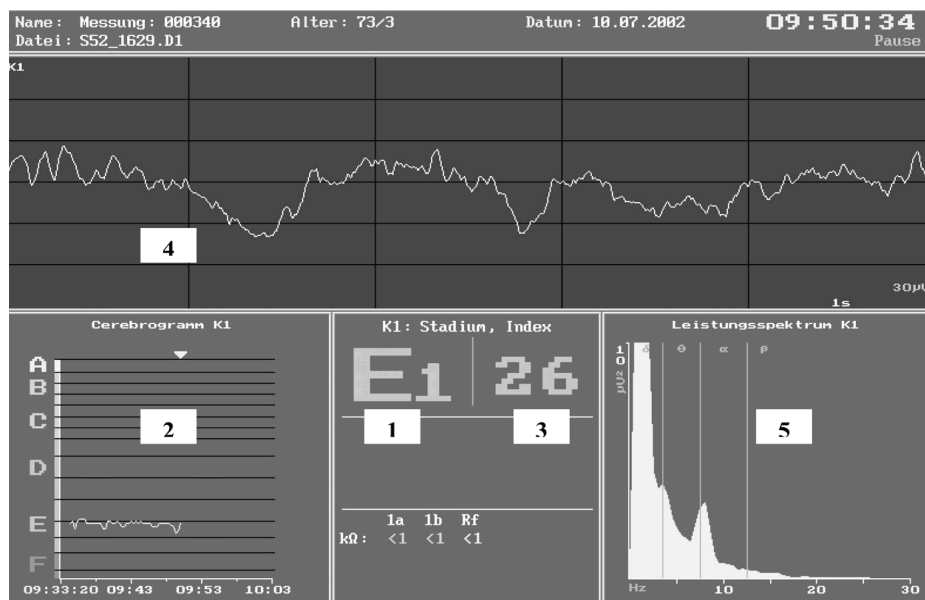 Name: Messung: 000340 Alter: 73/3 Datum: 10.07.2002 09:50:34
Datei: S52_1629.D1 Pause
K1
4
30µV
1s
Cerebrogramm K1
A
B
C
2
D
E
F
09:33:20 09:43 09:53 10:03
K1: Stadium, Index
E1 26
1 3
1a 1b Rf
kΩ: <1 <1 <1
Leistungsspektrum K1
10 δ θ α β
µV²
5
Hz 10 20 30